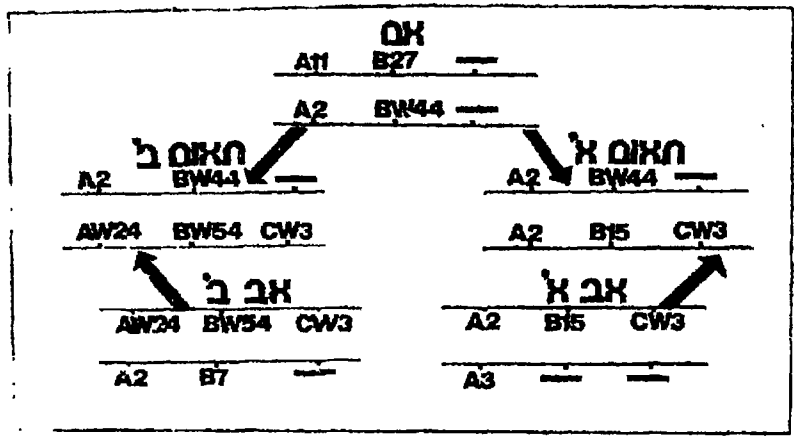 אם
A11 B27 —
A2 BW44 —
תאום ב' תאום א'
A2 BW44 — A2 BW44 —
AW24 BW54 CW3 A2 B15 CW3
אב ב' אב א'
AW24 BW54 CW3 A2 B15 CW3
A2 B7 — A3 — —